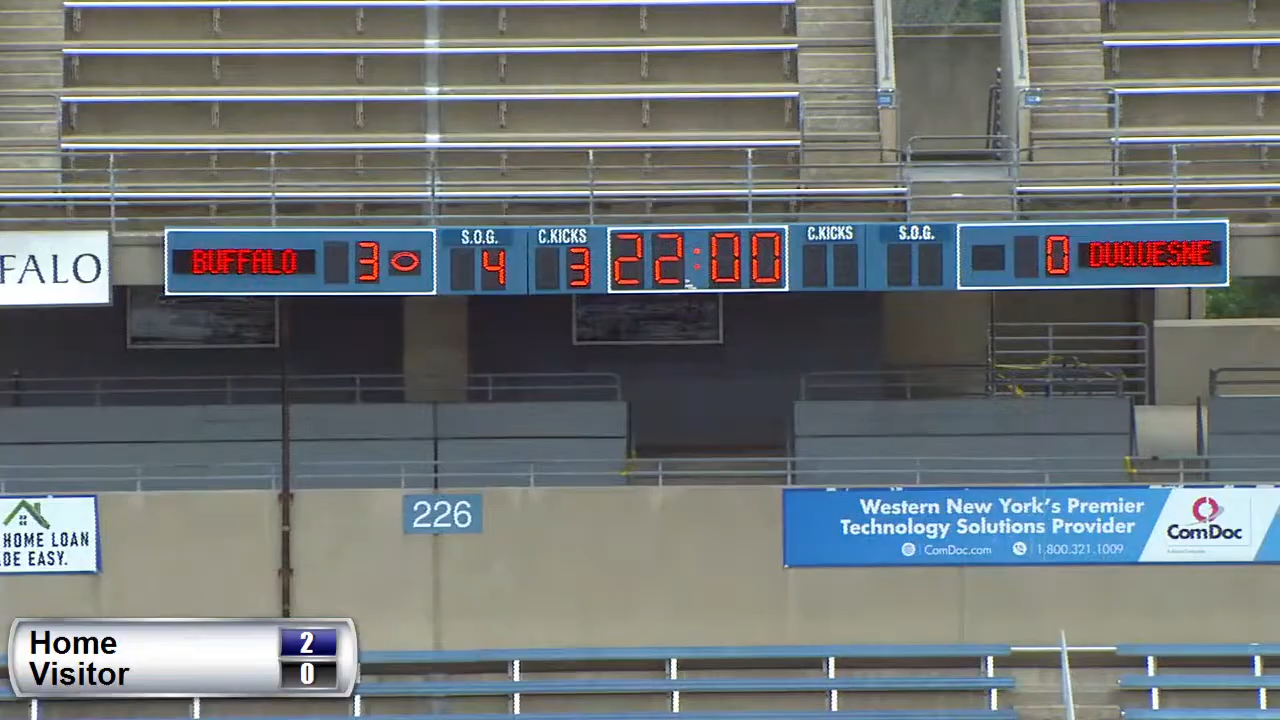 FALO
BUFFALO 3
S.O.G.
4
C.KICKS
3
22:00
C.KICKS
S.O.G.
0 DUQUESNE
HOME LOAN
DE EASY.
226
Western New York's Premier
Technology Solutions Provider
ComDoc.com 1.800.321.1009
ComDoc
Home 2
Visitor 0